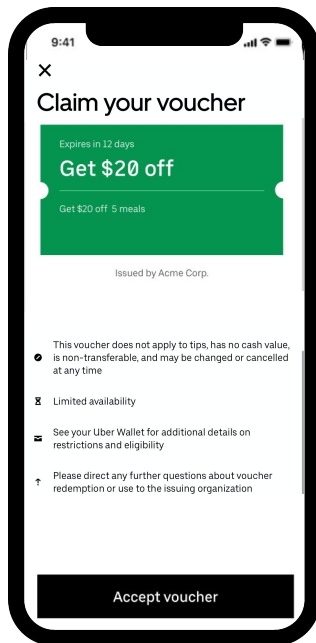 9:41
Claim your voucher
Expires in 12 days
Get $20 off
Get $20 off 5 meals
Issued by Acme Corp.
This voucher does not apply to tips, has no cash value,
is non-transferable, and may be changed or cancelled
at any time
Limited availability
See your Uber Wallet for additional details on
restrictions and eligibility
Please direct any further questions about voucher
redemption or use to the issuing organization
Accept voucher